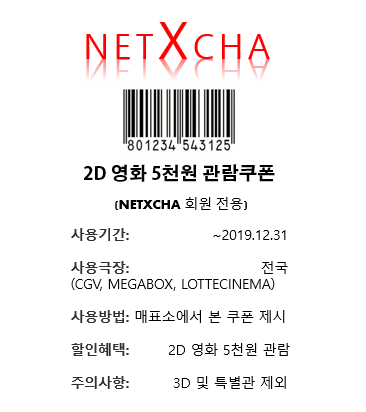 NETXCHA
801234 543125
2D 영화 5천원 관람쿠폰
(NETXCHA 회원 전용)
사용기간: ~2019.12.31
사용극장: 전국
(CGV, MEGABOX, LOTTECINEMA)
사용방법: 매표소에서 본 쿠폰 제시
할인혜택: 2D 영화 5천원 관람
주의사항: 3D 및 특별관 제외